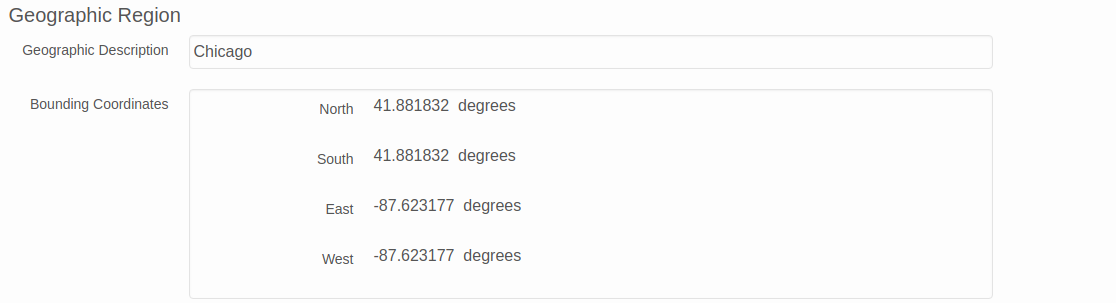 Geographic Region
Geographic Description Chicago
Bounding Coordinates North 41.881832 degrees
South 41.881832 degrees
East -87.623177 degrees
West -87.623177 degrees